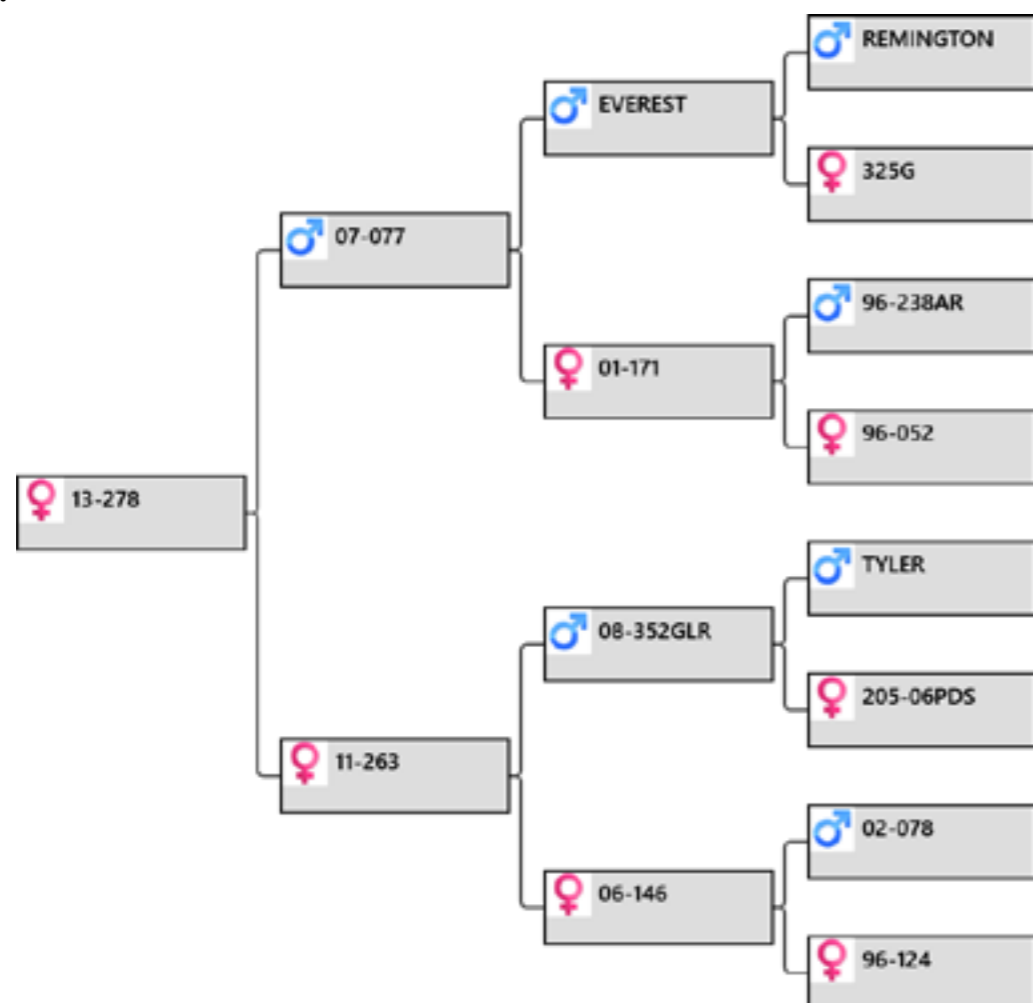 REMINGTON
EVEREST
325G
07-077
96-238AR
01-171
96-052
13-278
TYLER
08-352GLR
205-06PDS
11-263
02-078
06-146
96-124